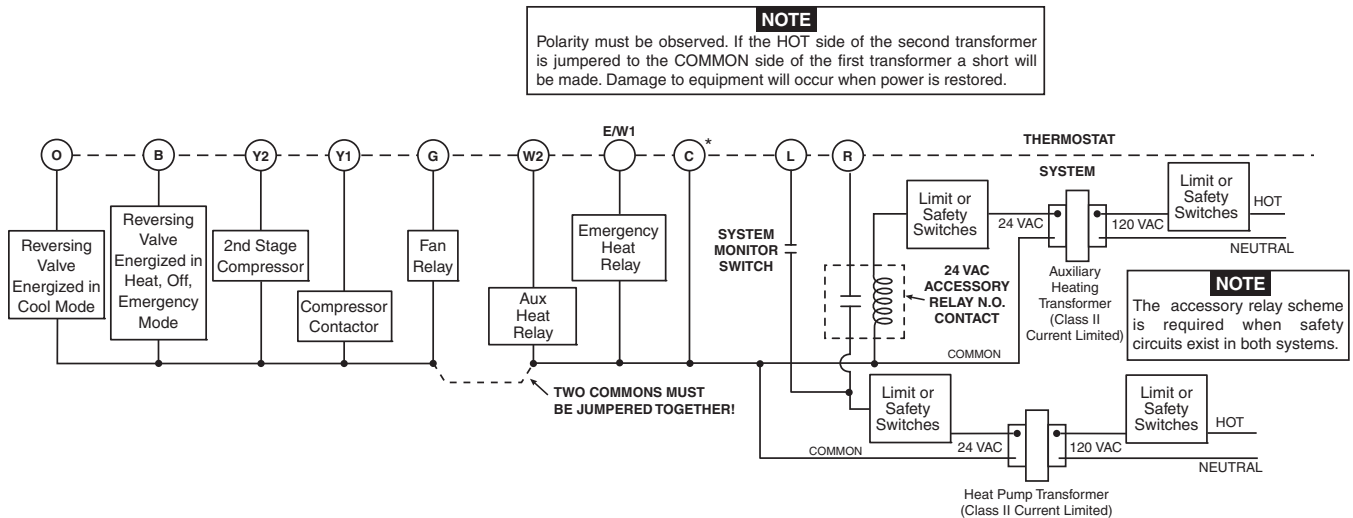 NOTE
Polarity must be observed. If the HOT side of the second transformer
is jumpered to the COMMON side of the first transformer a short will
be made. Damage to equipment will occur when power is restored.
O
B
Y2
Y1
G
W2
E/W1
C
*
L
R
THERMOSTAT
SYSTEM
Reversing
Valve
Energized in
Cool Mode
Reversing
Valve
Energized in
Heat, Off,
Emergency
Mode
2nd Stage
Compressor
Compressor
Contactor
Fan
Relay
Aux
Heat
Relay
Emergency
Heat
Relay
SYSTEM
MONITOR
SWITCH
Limit or
Safety
Switches
24 VAC
120 VAC
Limit or
Safety
Switches
HOT
NEUTRAL
24 VAC
ACCESSORY
RELAY N.O.
CONTACT
Auxiliary
Heating
Transformer
(Class II
Current Limited)
NOTE
The accessory relay scheme
is required when safety
circuits exist in both systems.
COMMON
TWO COMMONS MUST
BE JUMPERED TOGETHER!
Limit or
Safety
Switches
COMMON
24 VAC
120 VAC
Limit or
Safety
Switches
HOT
NEUTRAL
Heat Pump Transformer
(Class II Current Limited)